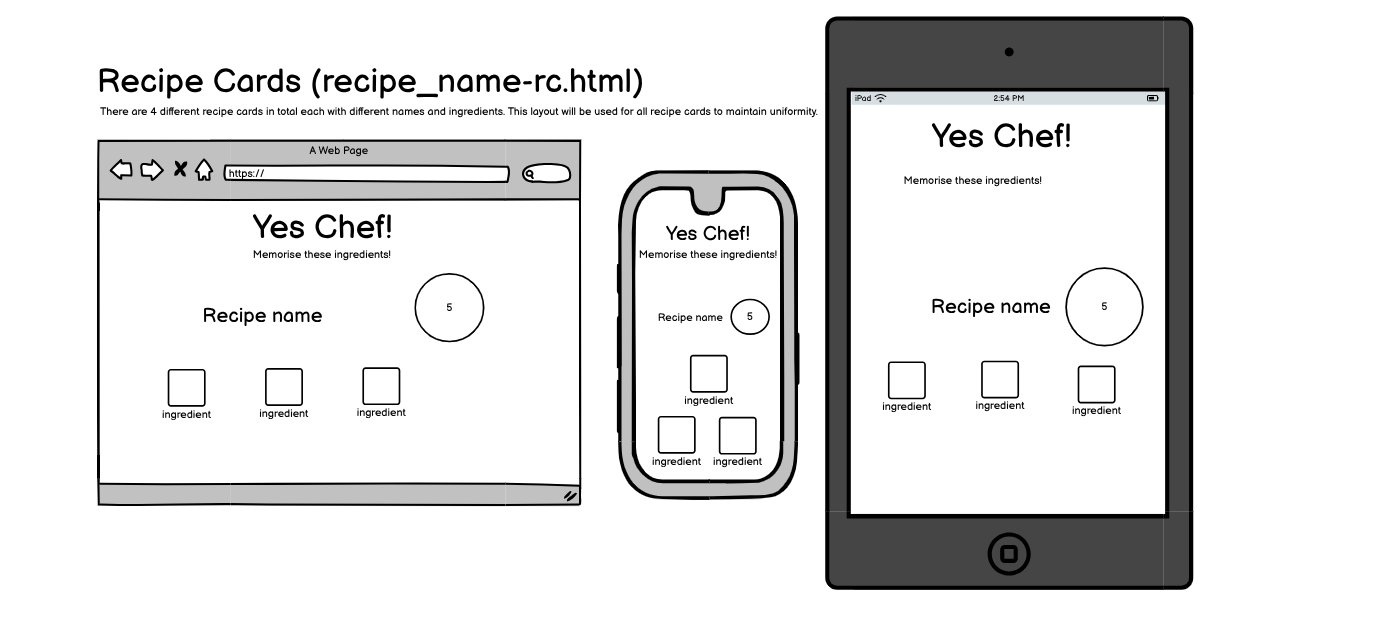 Recipe Cards (recipe_name-rc.html)
There are 4 different recipe cards in total each with different names and ingredients. This layout will be used for all recipe cards to maintain uniformity.
A Web Page
https://
Yes Chef!
Memorise these ingredients!
Recipe name
5
ingredient
ingredient
ingredient
Yes Chef!
Memorise these ingredients!
Recipe name
5
ingredient
ingredient
ingredient
iPad
2:54 PM
Yes Chef!
Memorise these ingredients!
Recipe name
5
ingredient
ingredient
ingredient